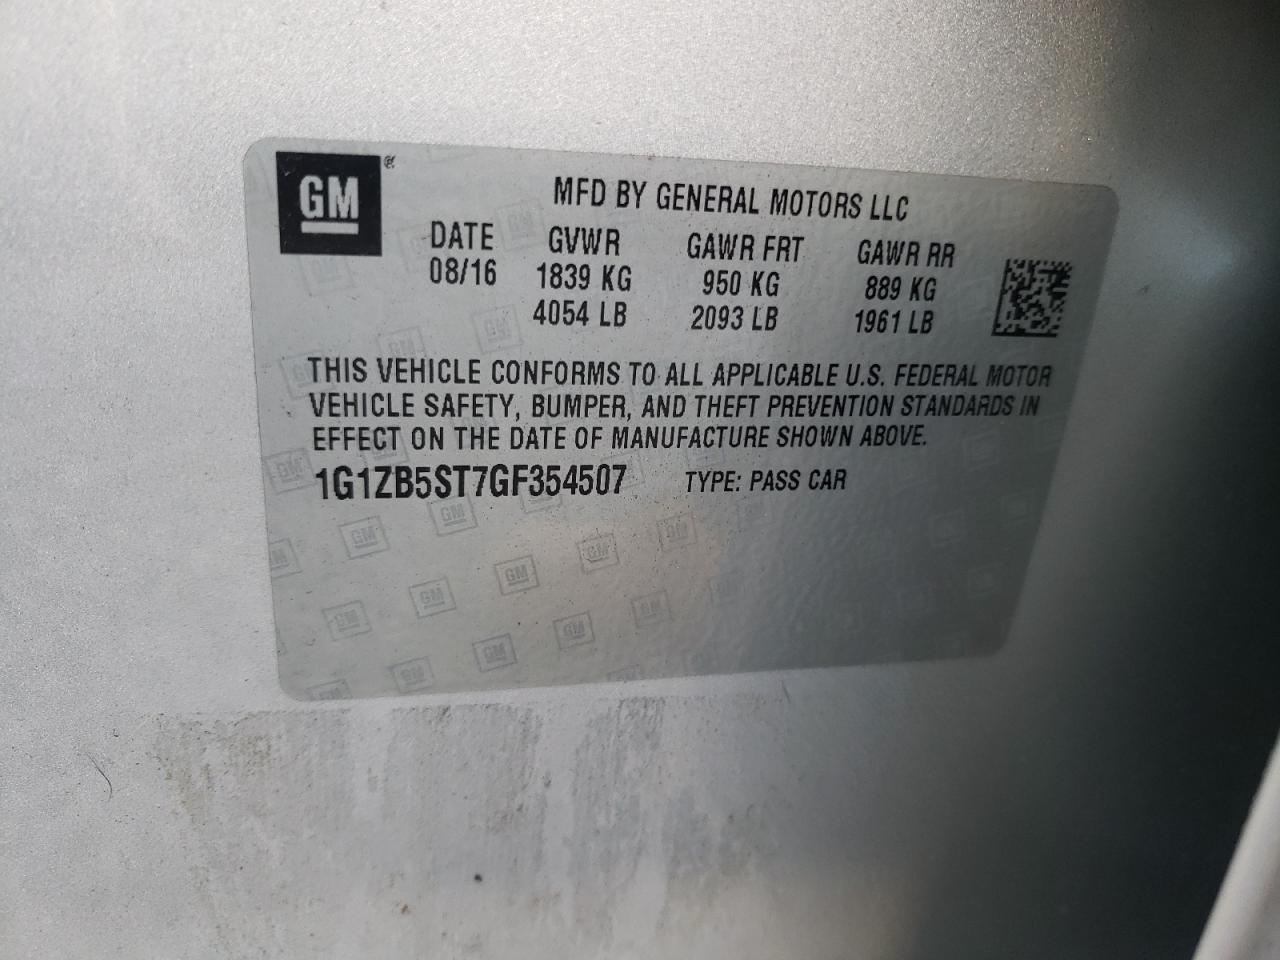 GM
MFD BY GENERAL MOTORS LLC
DATE GVWR GAWR FRT GAWR RR
08/16 1839 KG 950 KG 889 KG
4054 LB 2093 LB 1961 LB
THIS VEHICLE CONFORMS TO ALL APPLICABLE U.S. FEDERAL MOTOR
VEHICLE SAFETY, BUMPER, AND THEFT PREVENTION STANDARDS IN
EFFECT ON THE DATE OF MANUFACTURE SHOWN ABOVE.
1G1ZB5ST7GF354507 TYPE: PASS CAR